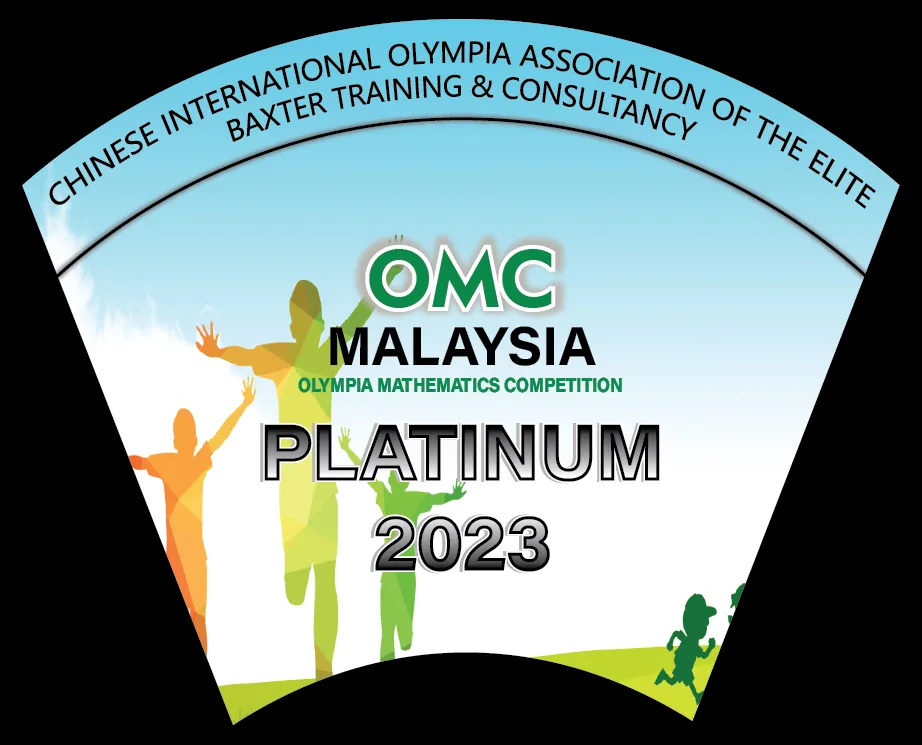 CHINESE INTERNATIONAL OLYMPIA ASSOCIATION OF THE ELITE
BAXTER TRAINING & CONSULTANCY
OMC
MALAYSIA
OLYMPIA MATHEMATICS COMPETITION
PLATINUM
2023